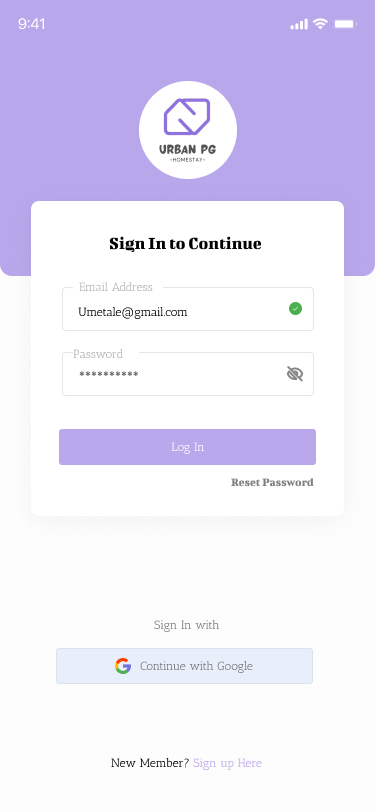 9:41
URBAN PG
-HOMESTAY-
Sign In to Continue
Email Address
Umetale@gmail.com
Password
**********
Log In
Reset Password
Sign In with
Continue with Google
New Member? Sign up Here